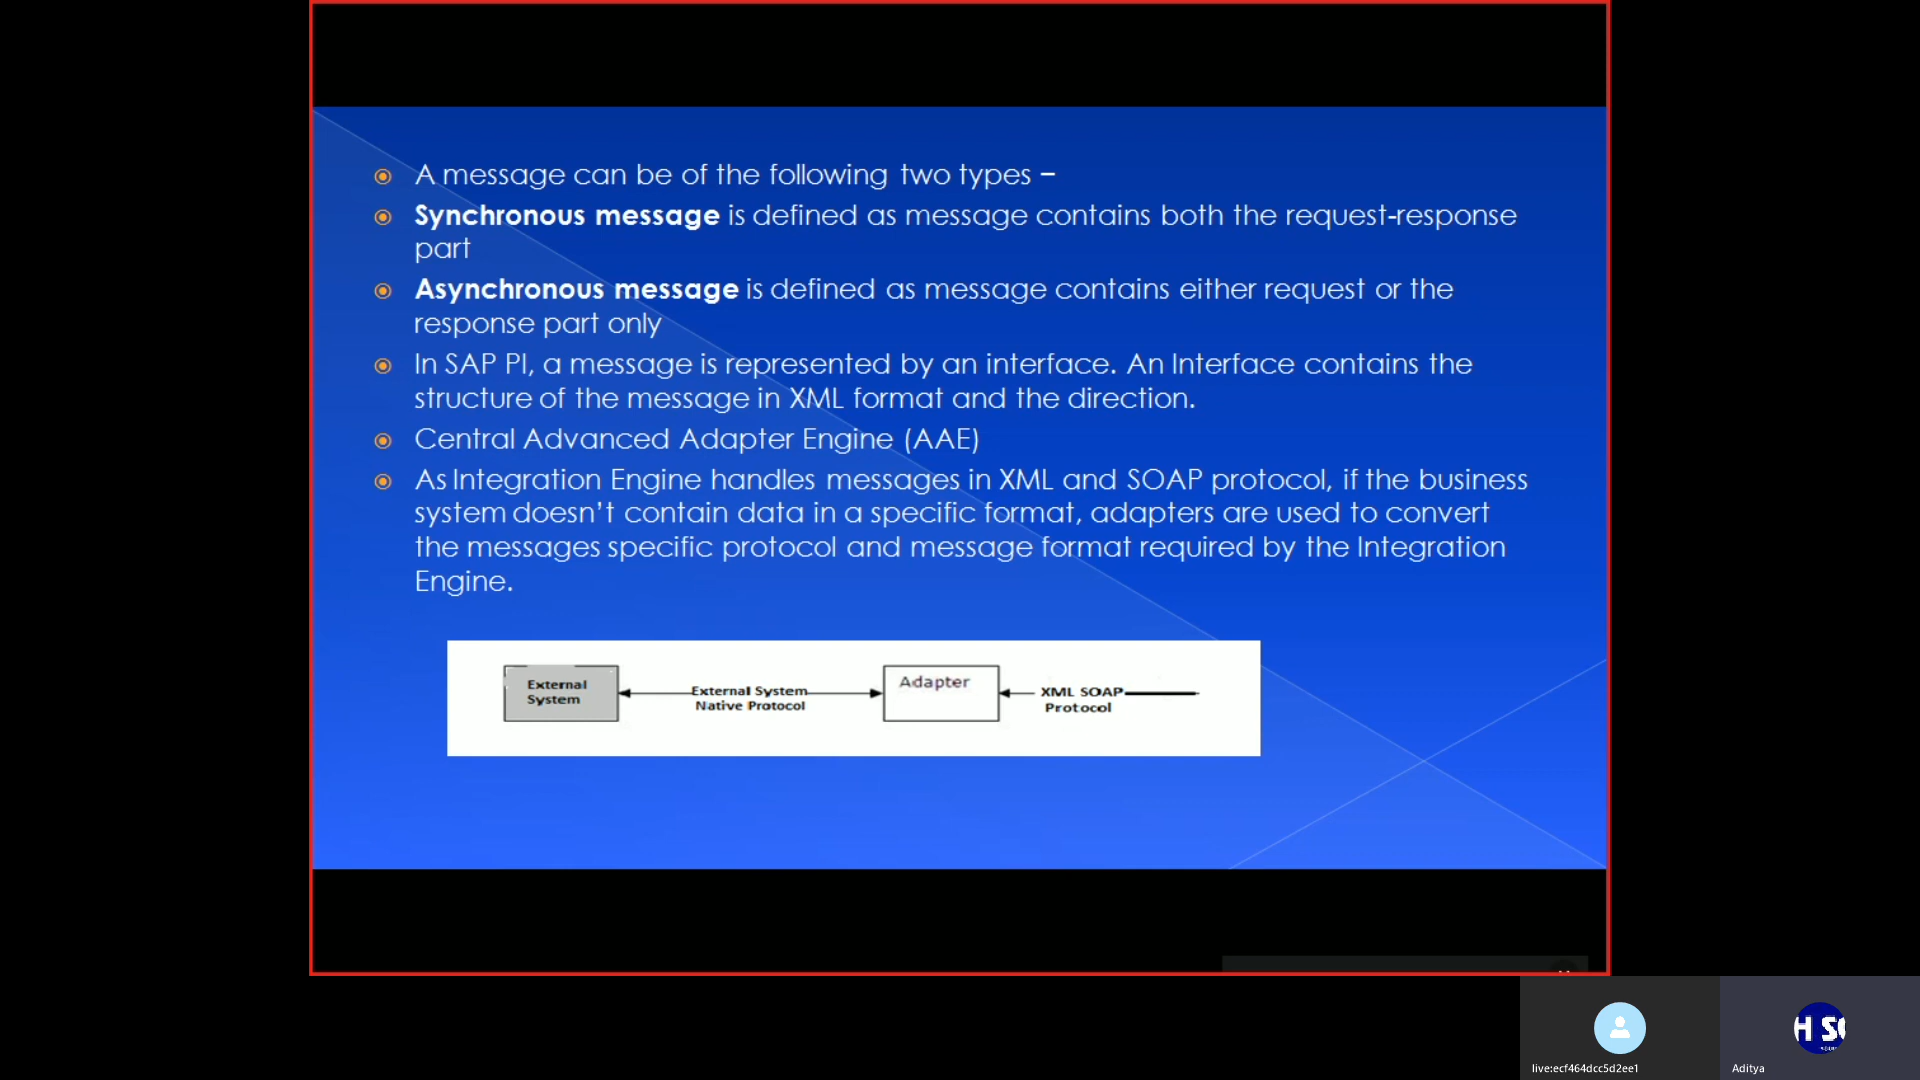 A message can be of the following two types –
Synchronous message is defined as message contains both the request-response
part
Asynchronous message is defined as message contains either request or the
response part only
In SAP PI, a message is represented by an interface. An Interface contains the
structure of the message in XML format and the direction.
Central Advanced Adapter Engine (AAE)
As Integration Engine handles messages in XML and SOAP protocol, if the business
system doesn’t contain data in a specific format, adapters are used to convert
the messages specific protocol and message format required by the Integration
Engine.
External
System
External System
Native Protocol
Adapter
XML SOAP
Protocol
live:ecf464dcc5d2ee1
Aditya